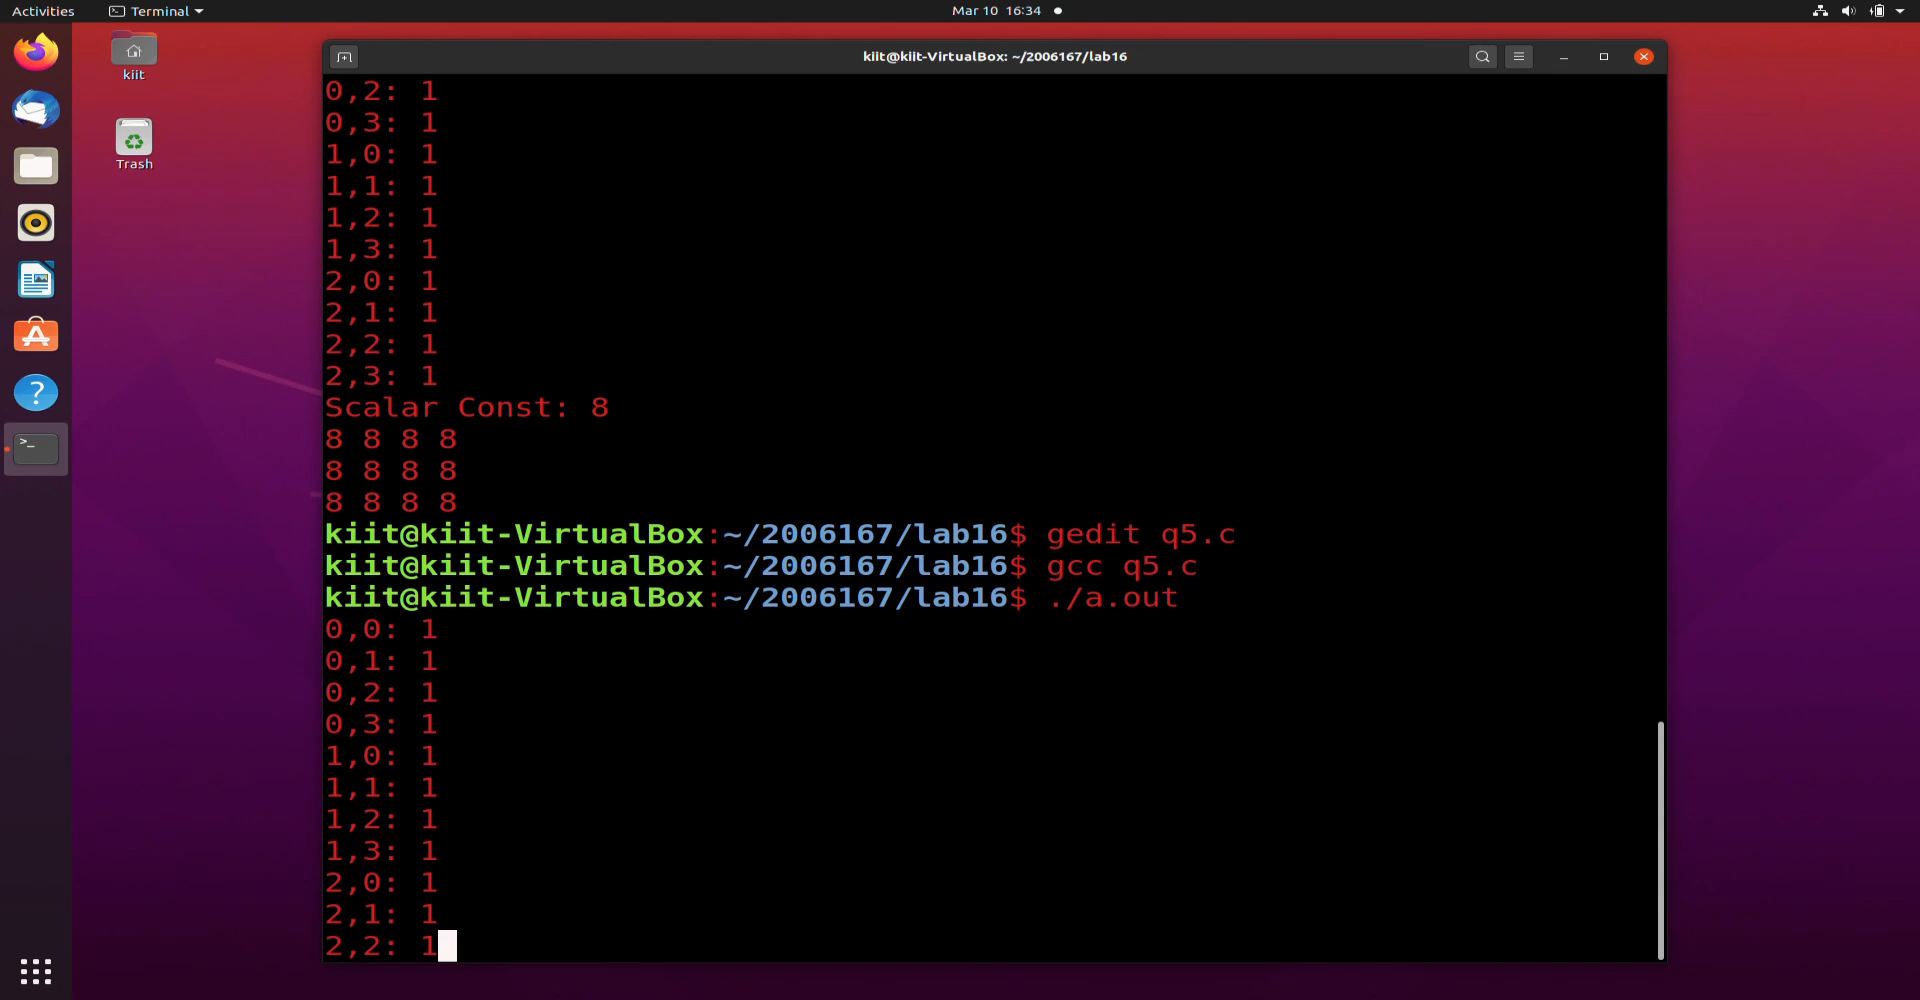 Activities
Terminal
Mar 10 16:34
kiit
Trash
kiit@kiit-VirtualBox: ~/2006167/lab16
0,2: 1
0,3: 1
1,0: 1
1,1: 1
1,2: 1
1,3: 1
2,0: 1
2,1: 1
2,2: 1
2,3: 1
Scalar Const: 8
8 8 8 8
8 8 8 8
8 8 8 8
kiit@kiit-VirtualBox:~/2006167/lab16$ gedit q5.c
kiit@kiit-VirtualBox:~/2006167/lab16$ gcc q5.c
kiit@kiit-VirtualBox:~/2006167/lab16$ ./a.out
0,0: 1
0,1: 1
0,2: 1
0,3: 1
1,0: 1
1,1: 1
1,2: 1
1,3: 1
2,0: 1
2,1: 1
2,2: 1